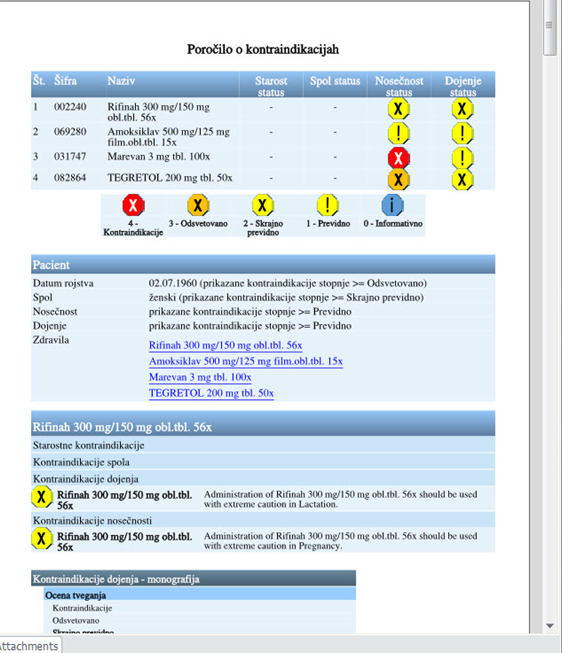 Poročilo o kontraindikacijah
Št. Šifra Naziv Starost status Spol status Nosečnost status Dojenje status
1 002240 Rifinah 300 mg/150 mg obl.tbl. 56x - - X X
2 069280 Amoksiklav 500 mg/125 mg film.obl.tbl. 15x - - ! !
3 031747 Marevan 3 mg tbl. 100x - - X !
4 082864 TEGRETOL 200 mg tbl. 50x - - X X
X X X ! i
4 - Kontraindikacije 3 - Odsvetovano 2 - Skrajno previdno 1 - Previdno 0 - Informativno
Pacient
Datum rojstva 02.07.1960 (prikazane kontraindikacije stopnje >= Odsvetovano)
Spol ženski (prikazane kontraindikacije stopnje >= Skrajno previdno)
Nosečnost prikazane kontraindikacije stopnje >= Previdno
Dojenje prikazane kontraindikacije stopnje >= Previdno
Zdravila Rifinah 300 mg/150 mg obl.tbl. 56x
Amoksiklav 500 mg/125 mg film.obl.tbl. 15x
Marevan 3 mg tbl. 100x
TEGRETOL 200 mg tbl. 50x
Rifinah 300 mg/150 mg obl.tbl. 56x
Starostne kontraindikacije
Kontraindikacije spola
Kontraindikacije dojenja
X Rifinah 300 mg/150 mg obl.tbl. 56x Administration of Rifinah 300 mg/150 mg obl.tbl. 56x should be used with extreme caution in Lactation.
Kontraindikacije nosečnosti
X Rifinah 300 mg/150 mg obl.tbl. 56x Administration of Rifinah 300 mg/150 mg obl.tbl. 56x should be used with extreme caution in Pregnancy.
Kontraindikacije dojenja - monografija
Ocena tveganja
Kontraindikacije
Odsvetovano
Skrajno previdno
Attachments